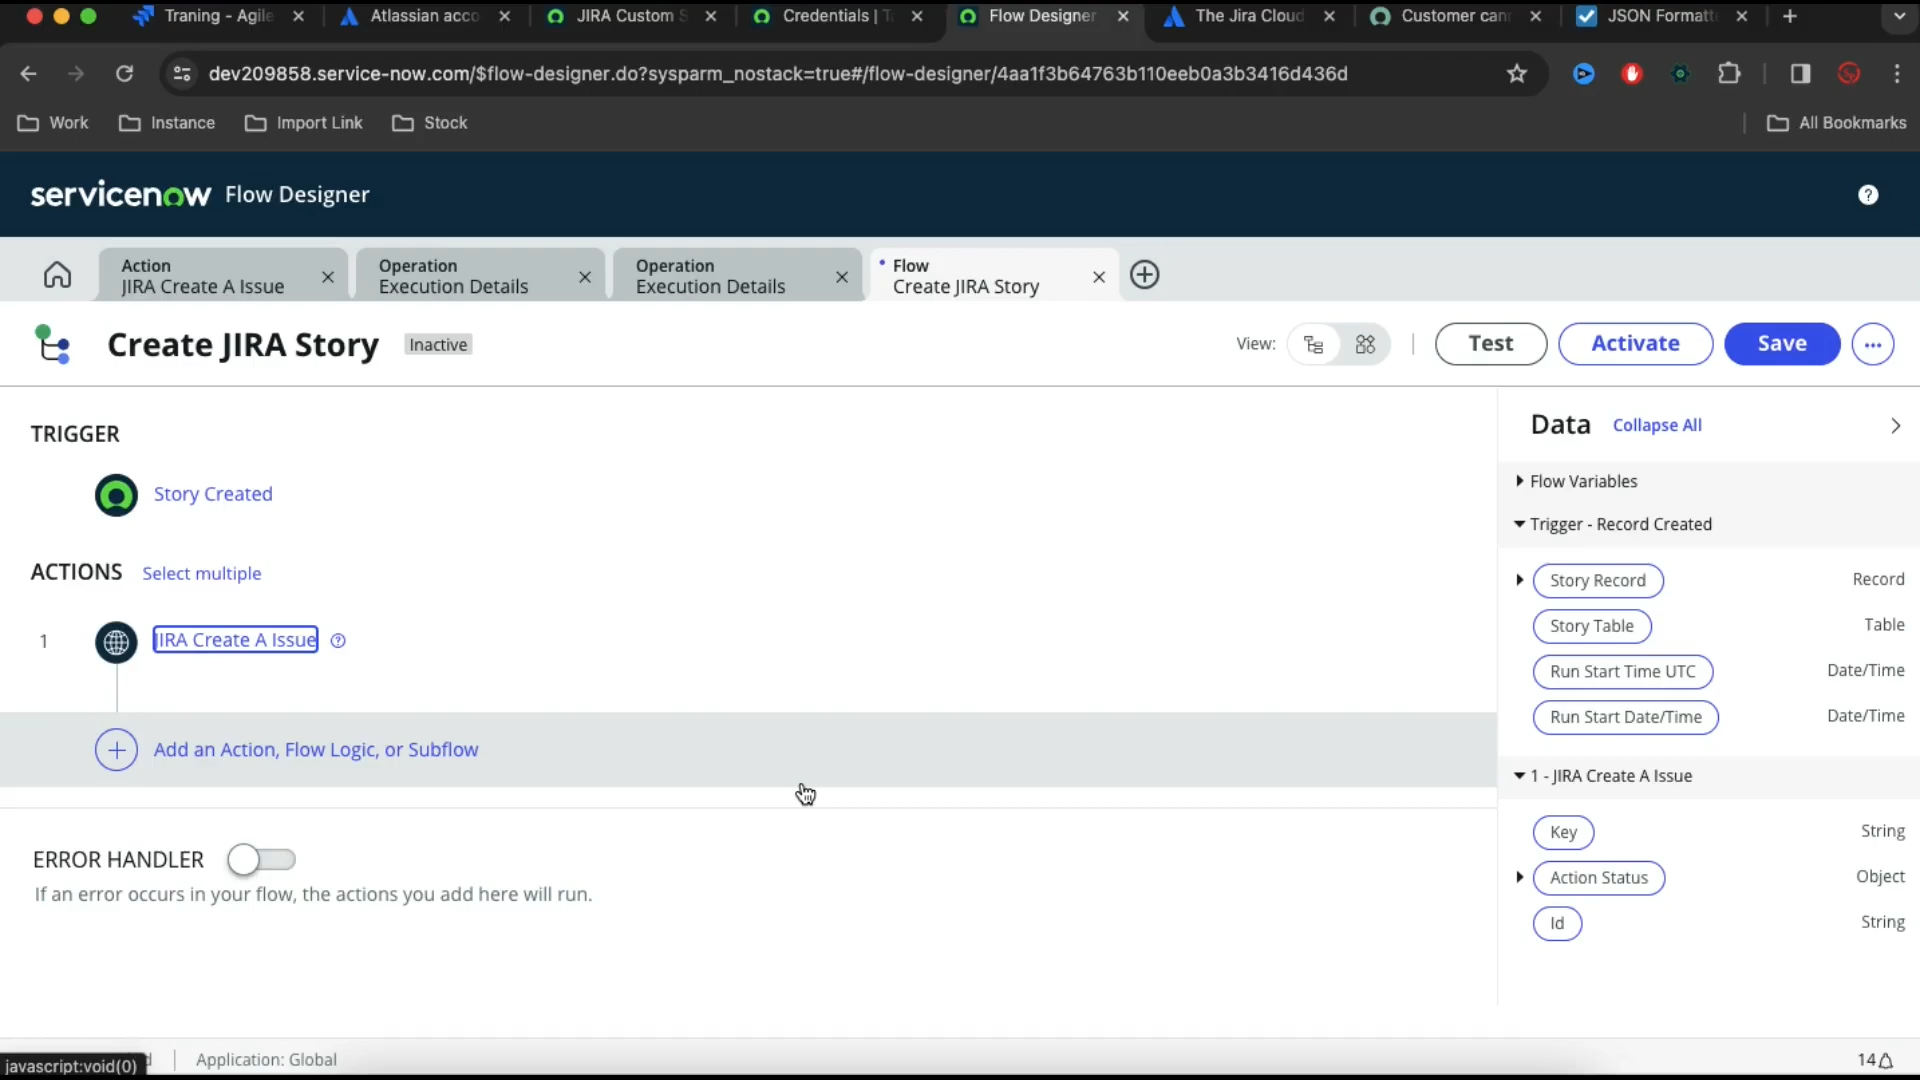 Traning - Agile
Atlassian acco
JIRA Custom S
Credentials | T
Flow Designer
The Jira Cloud
Customer can
JSON Formatt
dev209858.service-now.com/$flow-designer.do?sysparm_nostack=true#/flow-designer/4aa1f3b64763b110eeb0a3b3416d436d
Work
Instance
Import Link
Stock
All Bookmarks
servicenow Flow Designer
Action
JIRA Create A Issue
Operation
Execution Details
Operation
Execution Details
Flow
Create JIRA Story
Create JIRA Story
Inactive
View:
Test
Activate
Save
TRIGGER
Story Created
ACTIONS
Select multiple
1
JIRA Create A Issue
Add an Action, Flow Logic, or Subflow
ERROR HANDLER
If an error occurs in your flow, the actions you add here will run.
Data
Collapse All
Flow Variables
Trigger - Record Created
Story Record
Record
Story Table
Table
Run Start Time UTC
Date/Time
Run Start Date/Time
Date/Time
1 - JIRA Create A Issue
Key
String
Action Status
Object
Id
String
javascript:void(0)
Application: Global
14